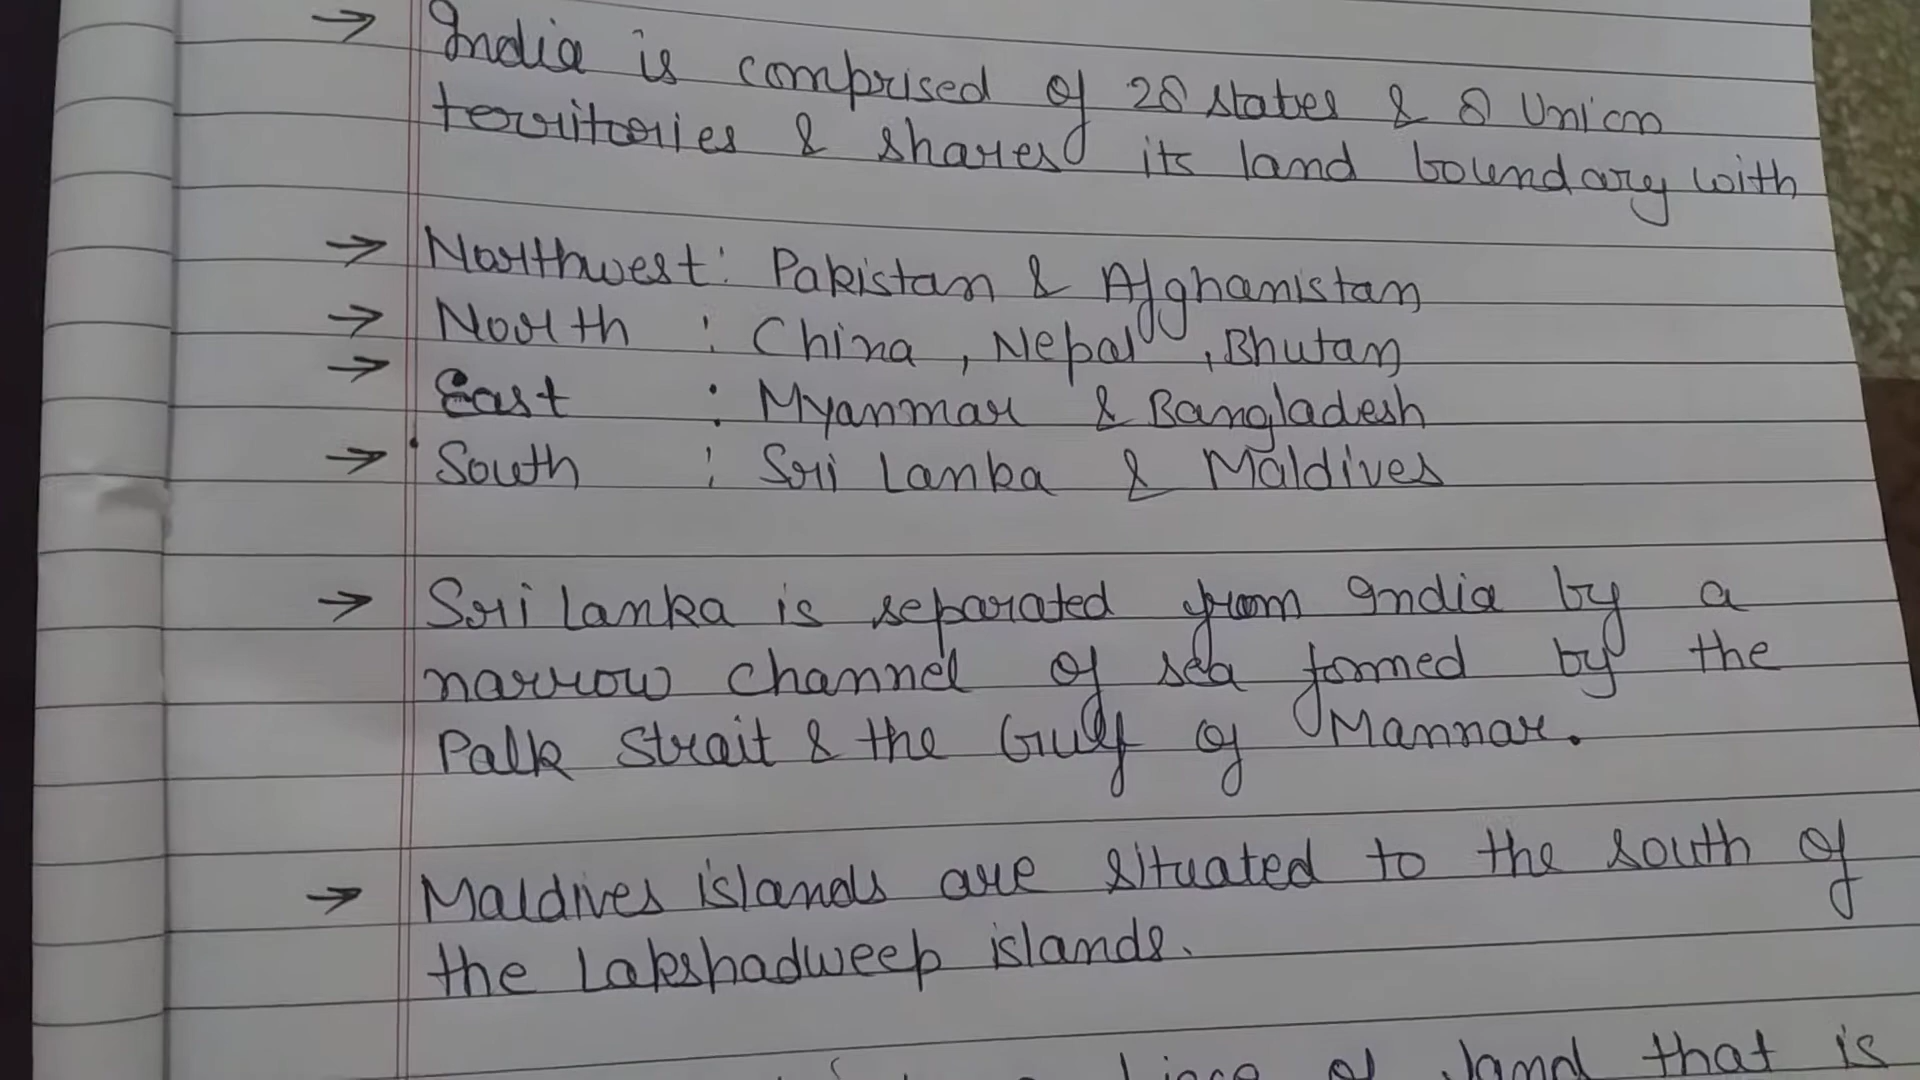 → India is comprised of 28 states & 8 Union
territories & shares its land boundary with
→ Northwest: Pakistan & Afghanistan
→ North : China, Nepal, Bhutan
→ East : Myanmar & Bangladesh
→ South : Sri Lanka & Maldives
→ Sri Lanka is separated from India by a
narrow channel of sea formed by the
Palk Strait & the Gulf of Mannar.
→ Maldives islands are situated to the south of
the Lakshadweep islands.
of land that is